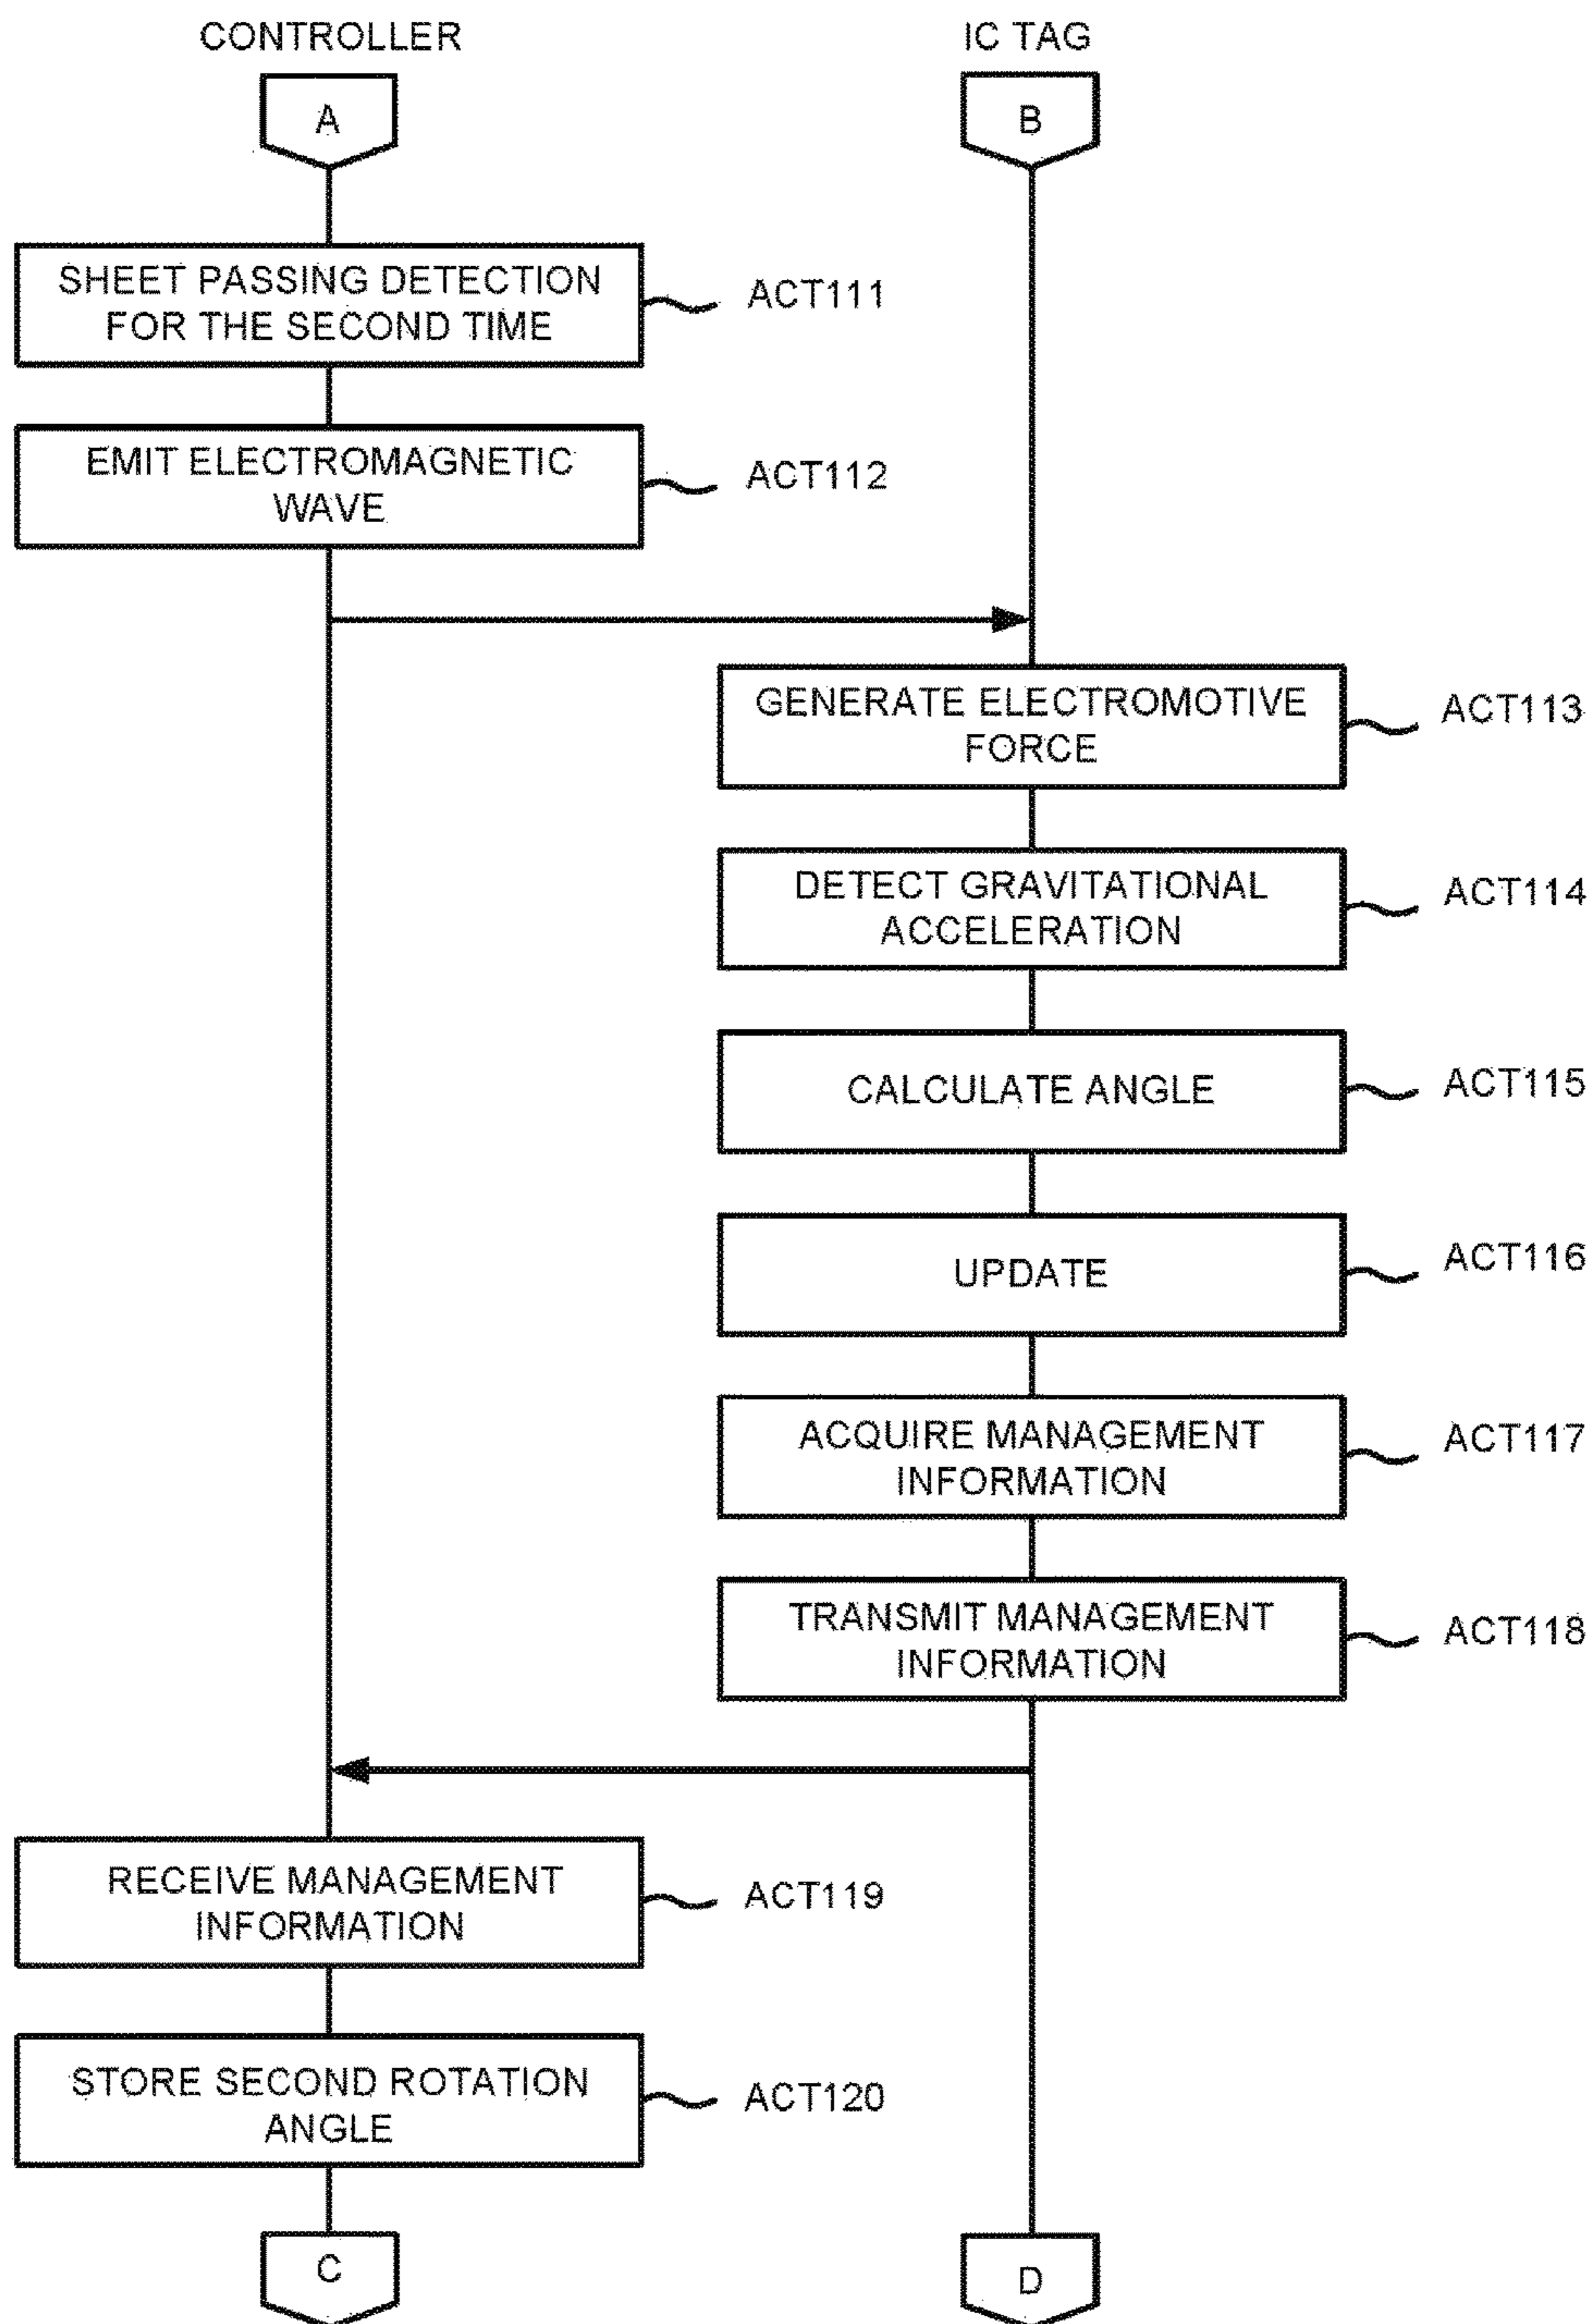 CONTROLLER
IC TAG
A
B
SHEET PASSING DETECTION
FOR THE SECOND TIME
ACT111
EMIT ELECTROMAGNETIC
WAVE
ACT112
GENERATE ELECTROMOTIVE
FORCE
ACT113
DETECT GRAVITATIONAL
ACCELERATION
ACT114
CALCULATE ANGLE
ACT115
UPDATE
ACT116
ACQUIRE MANAGEMENT
INFORMATION
ACT117
TRANSMIT MANAGEMENT
INFORMATION
ACT118
RECEIVE MANAGEMENT
INFORMATION
ACT119
STORE SECOND ROTATION
ANGLE
ACT120
C
D